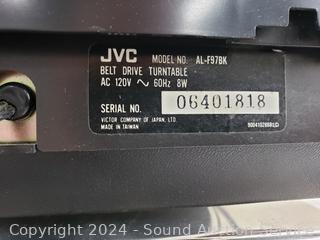 JVC MODEL NO. AL-F97BK
BELT DRIVE TURNTABLE
AC 120V ~ 60Hz 8W
SERIAL NO. 06401818
VICTOR COMPANY OF JAPAN, LTD.
MADE IN TAIWAN
Copyright 2024 - Sound Auction Service